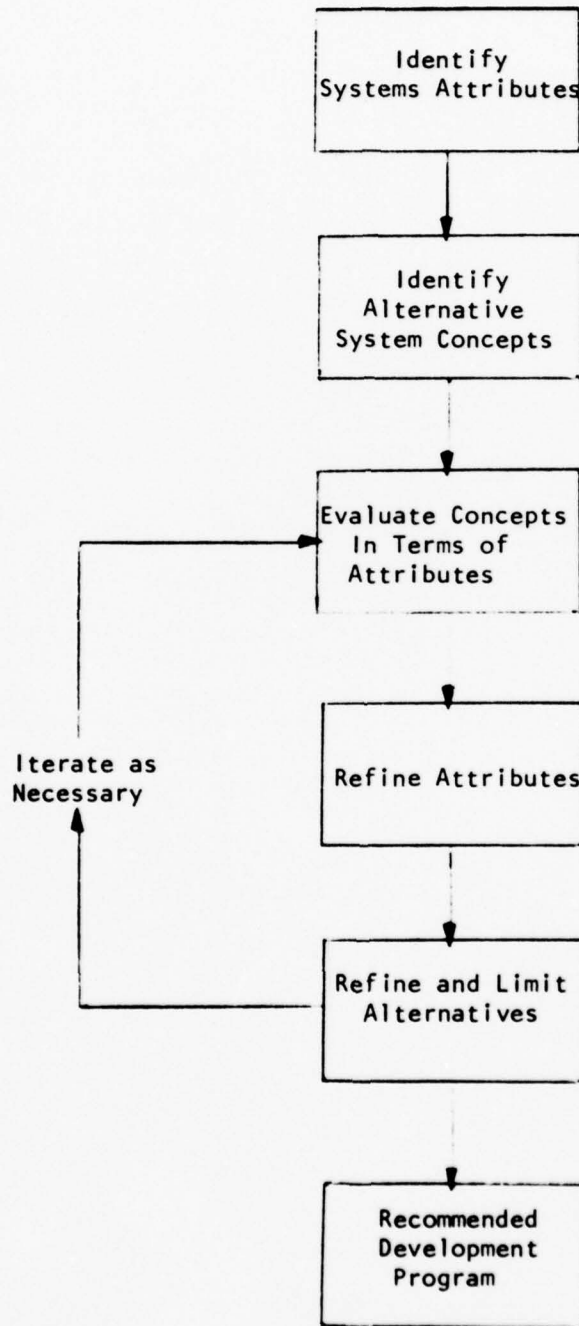 Identify
Systems Attributes
Identify
Alternative
System Concepts
Evaluate Concepts
In Terms of
Attributes
Refine Attributes
Iterate as
Necessary
Refine and Limit
Alternatives
Recommended
Development
Program